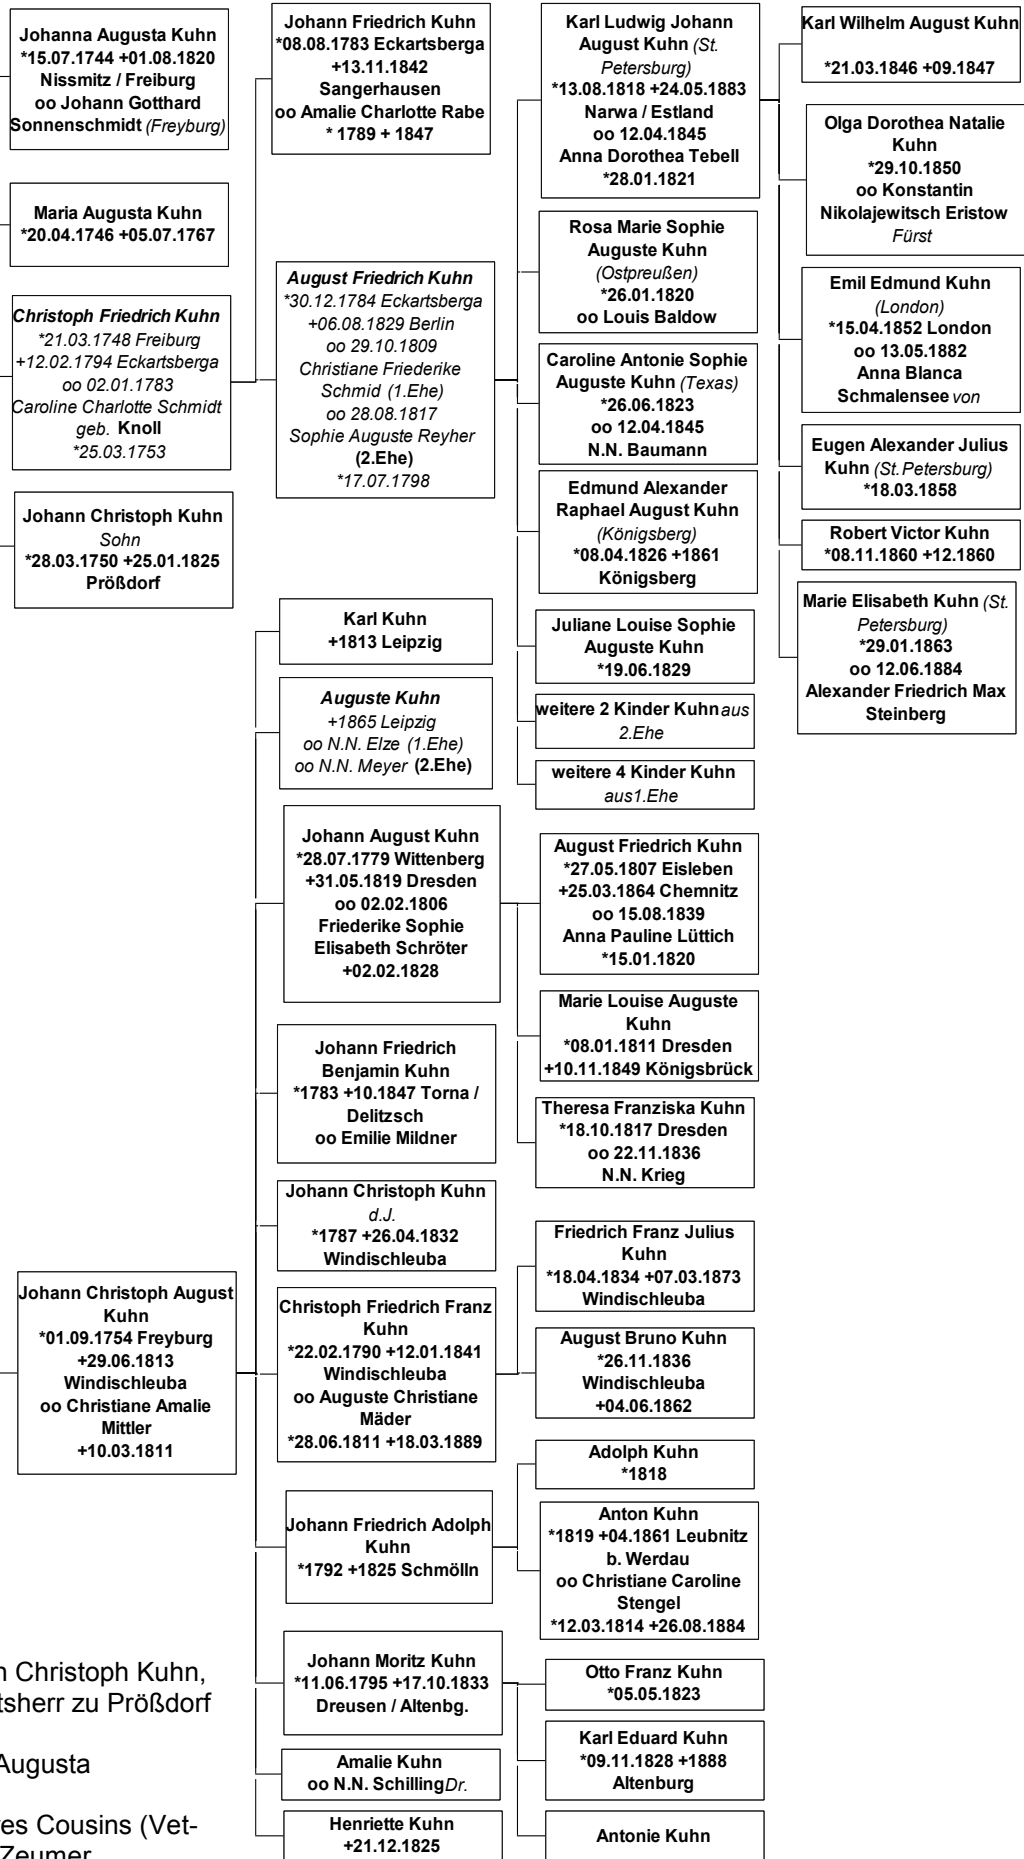 Johanna Augusta Kuhn
*15.07.1744 +01.08.1820
Nissmitz / Freiburg
oo Johann Gotthard
Sonnenschmidt (Freyburg)
Maria Augusta Kuhn
*20.04.1746 +05.07.1767
Christoph Friedrich Kuhn
*21.03.1748 Freiburg
+12.02.1794 Eckartsberga
oo 02.01.1783
Caroline Charlotte Schmidt
geb. Knoll
*25.03.1753
Johann Christoph Kuhn
Sohn
*28.03.1750 +25.01.1825
Prößdorf
Johann Christoph August
Kuhn
*01.09.1754 Freyburg
+29.06.1813
Windischleuba
oo Christiane Amalie
Mittler
+10.03.1811
Johann Friedrich Kuhn
*08.08.1783 Eckartsberga
+13.11.1842
Sangerhausen
oo Amalie Charlotte Rabe
* 1789 + 1847
August Friedrich Kuhn
*30.12.1784 Eckartsberga
+06.08.1829 Berlin
oo 29.10.1809
Christiane Friederike
Schmid (1.Ehe)
oo 28.08.1817
Sophie Auguste Reyher
(2.Ehe)
*17.07.1798
Karl Kuhn
+1813 Leipzig
Auguste Kuhn
+1865 Leipzig
oo N.N. Elze (1.Ehe)
oo N.N. Meyer (2.Ehe)
Johann August Kuhn
*28.07.1779 Wittenberg
+31.05.1819 Dresden
oo 02.02.1806
Friederike Sophie
Elisabeth Schröter
+02.02.1828
Johann Friedrich
Benjamin Kuhn
*1783 +10.1847 Torna /
Delitzsch
oo Emilie Mildner
Johann Christoph Kuhn
d.J.
*1787 +26.04.1832
Windischleuba
Christoph Friedrich Franz
Kuhn
*22.02.1790 +12.01.1841
Windischleuba
oo Auguste Christiane
Mäder
*28.06.1811 +18.03.1889
Johann Friedrich Adolph
Kuhn
*1792 +1825 Schmölln
Johann Moritz Kuhn
*11.06.1795 +17.10.1833
Dreusen / Altenbg.
Amalie Kuhn
oo N.N. Schilling Dr.
Henriette Kuhn
+21.12.1825
Karl Ludwig Johann
August Kuhn (St.
Petersburg)
*13.08.1818 +24.05.1883
Narwa / Estland
oo 12.04.1845
Anna Dorothea Tebell
*28.01.1821
Rosa Marie Sophie
Auguste Kuhn
(Ostpreußen)
*26.01.1820
oo Louis Baldow
Caroline Antonie Sophie
Auguste Kuhn (Texas)
*26.06.1823
oo 12.04.1845
N.N. Baumann
Edmund Alexander
Raphael August Kuhn
(Königsberg)
*08.04.1826 +1861
Königsberg
Juliane Louise Sophie
Auguste Kuhn
*19.06.1829
weitere 2 Kinder Kuhn aus
2.Ehe
weitere 4 Kinder Kuhn
aus1.Ehe
August Friedrich Kuhn
*27.05.1807 Eisleben
+25.03.1864 Chemnitz
oo 15.08.1839
Anna Pauline Lüttich
*15.01.1820
Marie Louise Auguste
Kuhn
*08.01.1811 Dresden
+10.11.1849 Königsbrück
Theresa Franziska Kuhn
*18.10.1817 Dresden
oo 22.11.1836
N.N. Krieg
Friedrich Franz Julius
Kuhn
*18.04.1834 +07.03.1873
Windischleuba
August Bruno Kuhn
*26.11.1836
Windischleuba
+04.06.1862
Adolph Kuhn
*1818
Anton Kuhn
*1819 +04.1861 Leubnitz
b. Werdau
oo Christiane Caroline
Stengel
*12.03.1814 +26.08.1884
Otto Franz Kuhn
*05.05.1823
Karl Eduard Kuhn
*09.11.1828 +1888
Altenburg
Antonie Kuhn
Karl Wilhelm August Kuhn
*21.03.1846 +09.1847
Olga Dorothea Natalie
Kuhn
*29.10.1850
oo Konstantin
Nikolajewitsch Eristow
Fürst
Emil Edmund Kuhn
(London)
*15.04.1852 London
oo 13.05.1882
Anna Blanca
Schmalensee von
Eugen Alexander Julius
Kuhn (St.Petersburg)
*18.03.1858
Robert Victor Kuhn
*08.11.1860 +12.1860
Marie Elisabeth Kuhn (St.
Petersburg)
*29.01.1863
oo 12.06.1884
Alexander Friedrich Max
Steinberg
n Christoph Kuhn,
tsherr zu Prößdorf
Augusta
es Cousins (Vet-
Zeumer